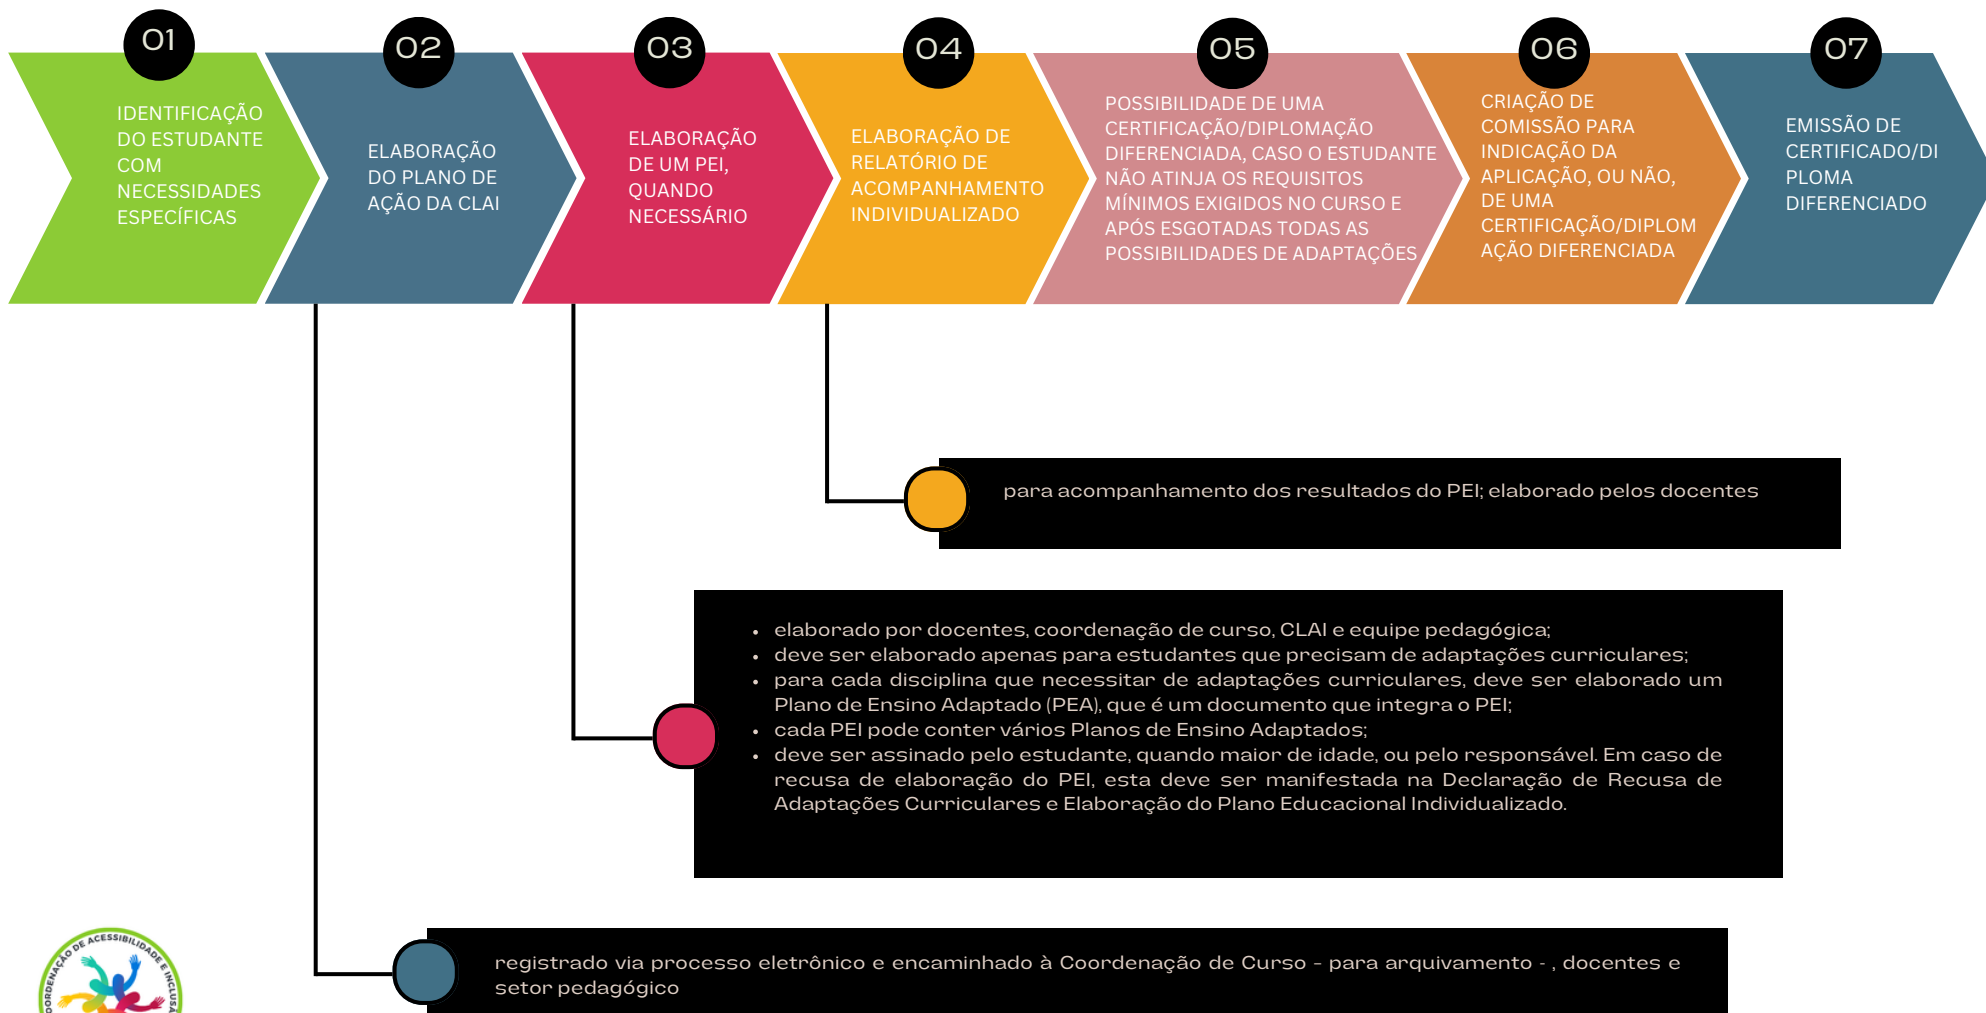 01
IDENTIFICAÇÃO
DO ESTUDANTE
COM
NECESSIDADES
ESPECÍFICAS
02
ELABORAÇÃO
DO PLANO DE
AÇÃO DA CLAI
03
ELABORAÇÃO
DE UM PEI,
QUANDO
NECESSÁRIO
04
ELABORAÇÃO DE
RELATÓRIO DE
ACOMPANHAMENTO
INDIVIDUALIZADO
05
POSSIBILIDADE DE UMA
CERTIFICAÇÃO/DIPLOMAÇÃO
DIFERENCIADA, CASO O ESTUDANTE
NÃO ATINJA OS REQUISITOS
MÍNIMOS EXIGIDOS NO CURSO E
APÓS ESGOTADAS TODAS AS
POSSIBILIDADES DE ADAPTAÇÕES
06
CRIAÇÃO DE
COMISSÃO PARA
INDICAÇÃO DA
APLICAÇÃO, OU NÃO,
DE UMA
CERTIFICAÇÃO/DIPLOM
AÇÃO DIFERENCIADA
07
EMISSÃO DE
CERTIFICADO/DI
PLOMA
DIFERENCIADO
para acompanhamento dos resultados do PEI; elaborado pelos docentes
• elaborado por docentes, coordenação de curso, CLAI e equipe pedagógica;
• deve ser elaborado apenas para estudantes que precisam de adaptações curriculares;
• para cada disciplina que necessitar de adaptações curriculares, deve ser elaborado um
Plano de Ensino Adaptado (PEA), que é um documento que integra o PEI;
• cada PEI pode conter vários Planos de Ensino Adaptados;
• deve ser assinado pelo estudante, quando maior de idade, ou pelo responsável. Em caso de
recusa de elaboração do PEI, esta deve ser manifestada na Declaração de Recusa de
Adaptações Curriculares e Elaboração do Plano Educacional Individualizado.
registrado via processo eletrônico e encaminhado à Coordenação de Curso – para arquivamento - , docentes e
setor pedagógico
DE ACESSIBILIDADE E